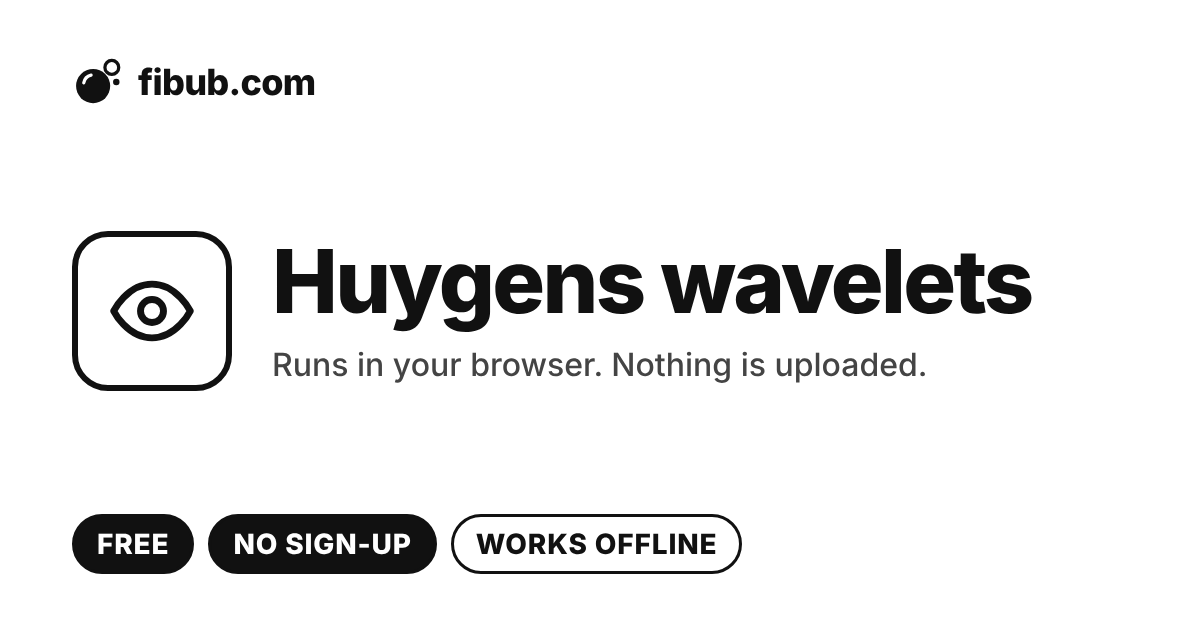 fibub.com
Huygens wavelets
Runs in your browser. Nothing is uploaded.
FREE NO SIGN-UP WORKS OFFLINE